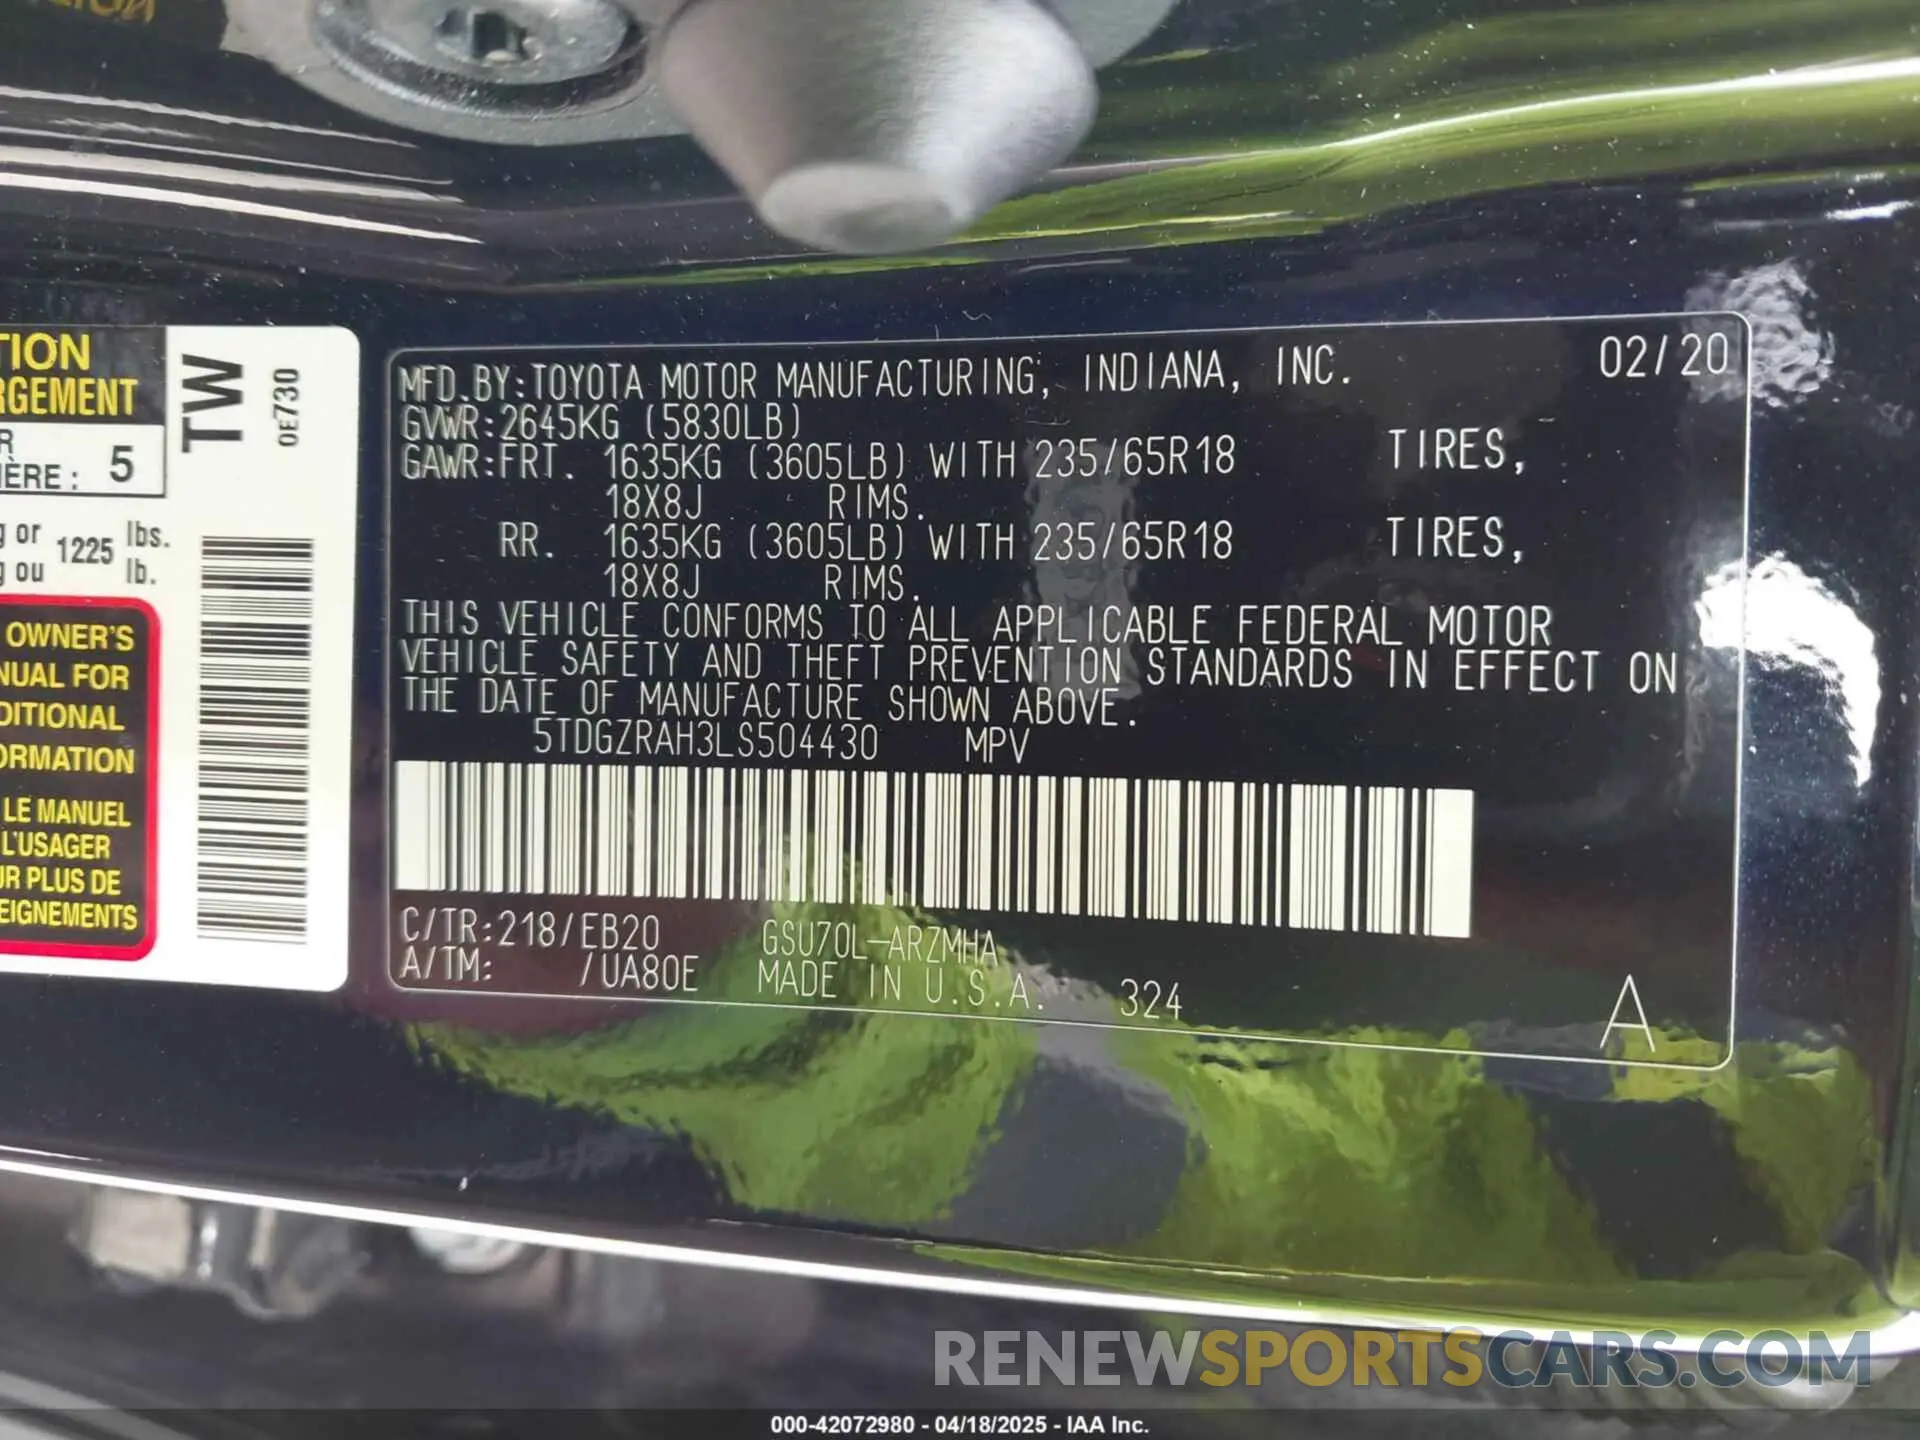 TION
RGEMENT
R
IÈRE : 5
g or 1225 lbs.
g ou lb.
OWNER'S
NUAL FOR
DITIONAL
ORMATION
LE MANUEL
L'USAGER
UR PLUS DE
EIGNEMENTS
TW
0E730
MFD.BY:TOYOTA MOTOR MANUFACTURING, INDIANA, INC. 02/20
GVWR:2645KG (5830LB)
GAWR:FRT. 1635KG (3605LB) WITH 235/65R18 TIRES,
18X8J RIMS.
RR. 1635KG (3605LB) WITH 235/65R18 TIRES,
18X8J RIMS.
THIS VEHICLE CONFORMS TO ALL APPLICABLE FEDERAL MOTOR
VEHICLE SAFETY AND THEFT PREVENTION STANDARDS IN EFFECT ON
THE DATE OF MANUFACTURE SHOWN ABOVE.
5TDGZRAH3LS504430 MPV
C/TR:218/EB20 GSU70L-ARZMHA
A/TM: /UA80E MADE IN U.S.A. 324
A
RENEWSPORTSCARS.COM
000-42072980 - 04/18/2025 - IAA Inc.